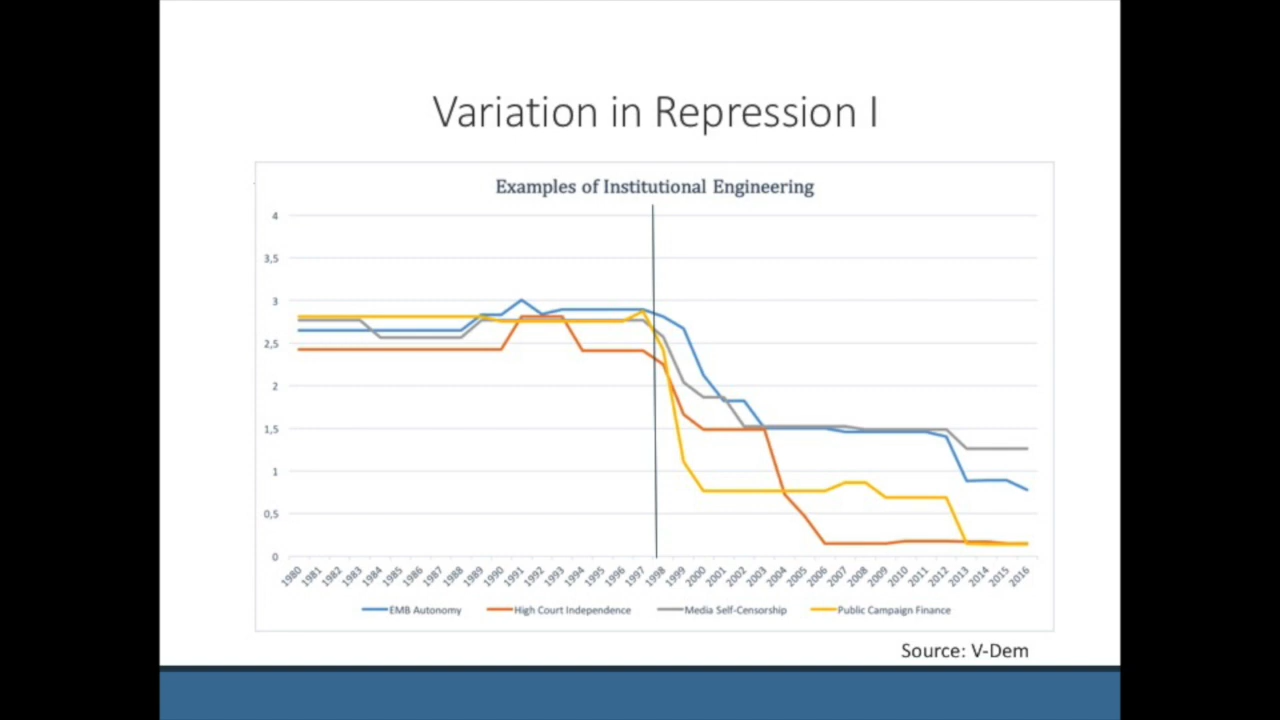 Variation in Repression I
Examples of Institutional Engineering
4
3,5
3
2,5
2
1,5
1
0,5
0
1980 1981 1982 1983 1984 1985 1986 1987 1988 1989 1990 1991 1992 1993 1994 1995 1996 1997 1998 1999 2000 2001 2002 2003 2004 2005 2006 2007 2008 2009 2010 2011 2012 2013 2014 2015 2016
EMB Autonomy High Court Independence Media Self-Censorship Public Campaign Finance
Source: V-Dem